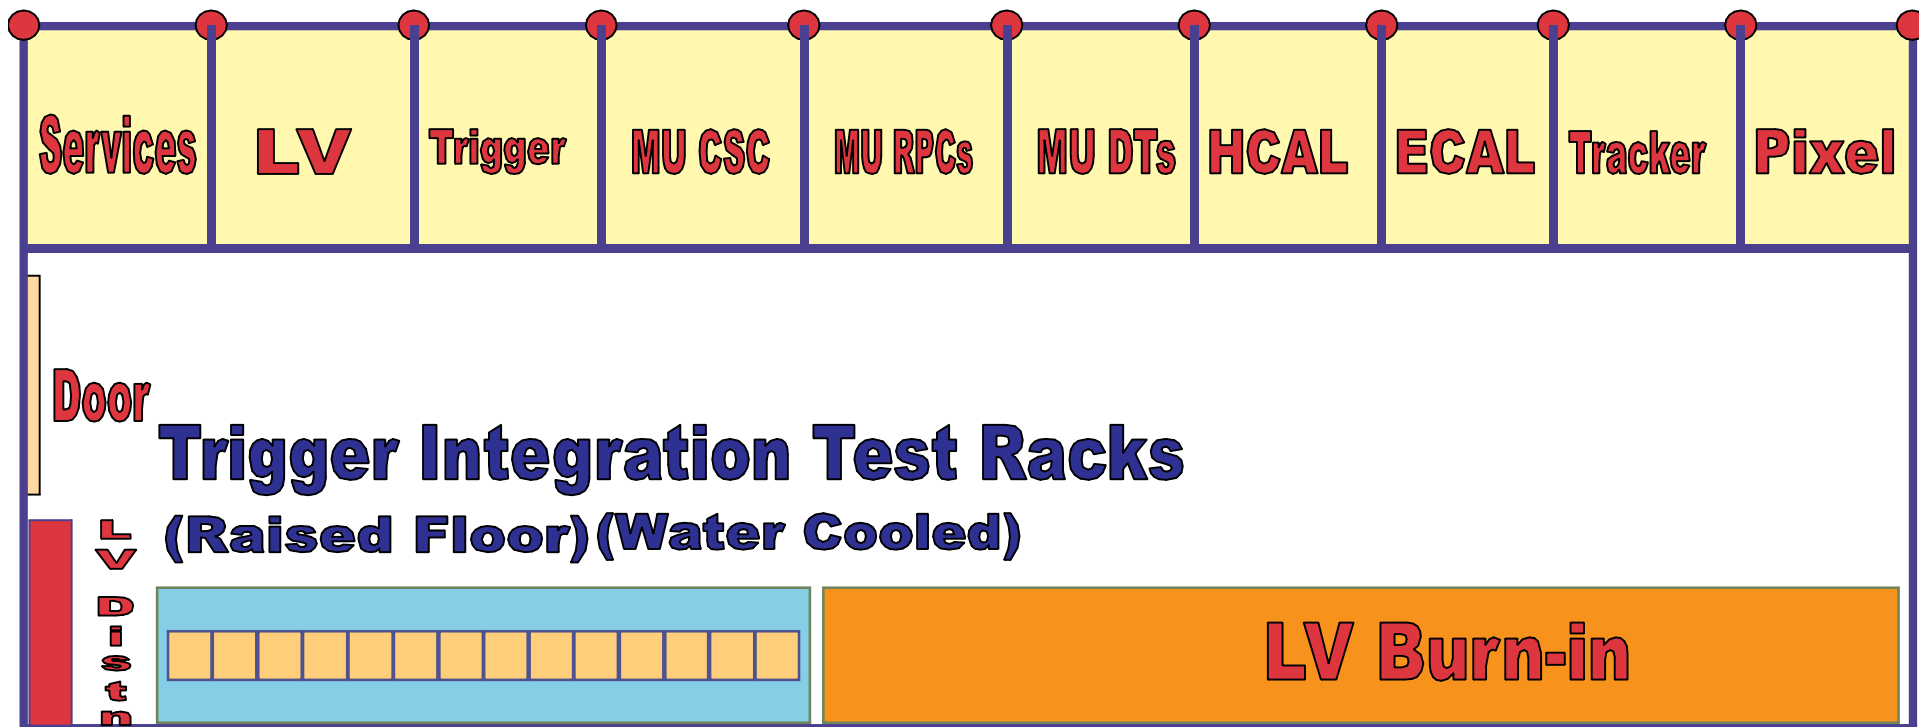 Services LV Trigger MU CSC MU RPCs MU DTs HCAL ECAL Tracker Pixel
Door
Trigger Integration Test Racks
(Raised Floor) (Water Cooled)
LV Distn
LV Burn-in